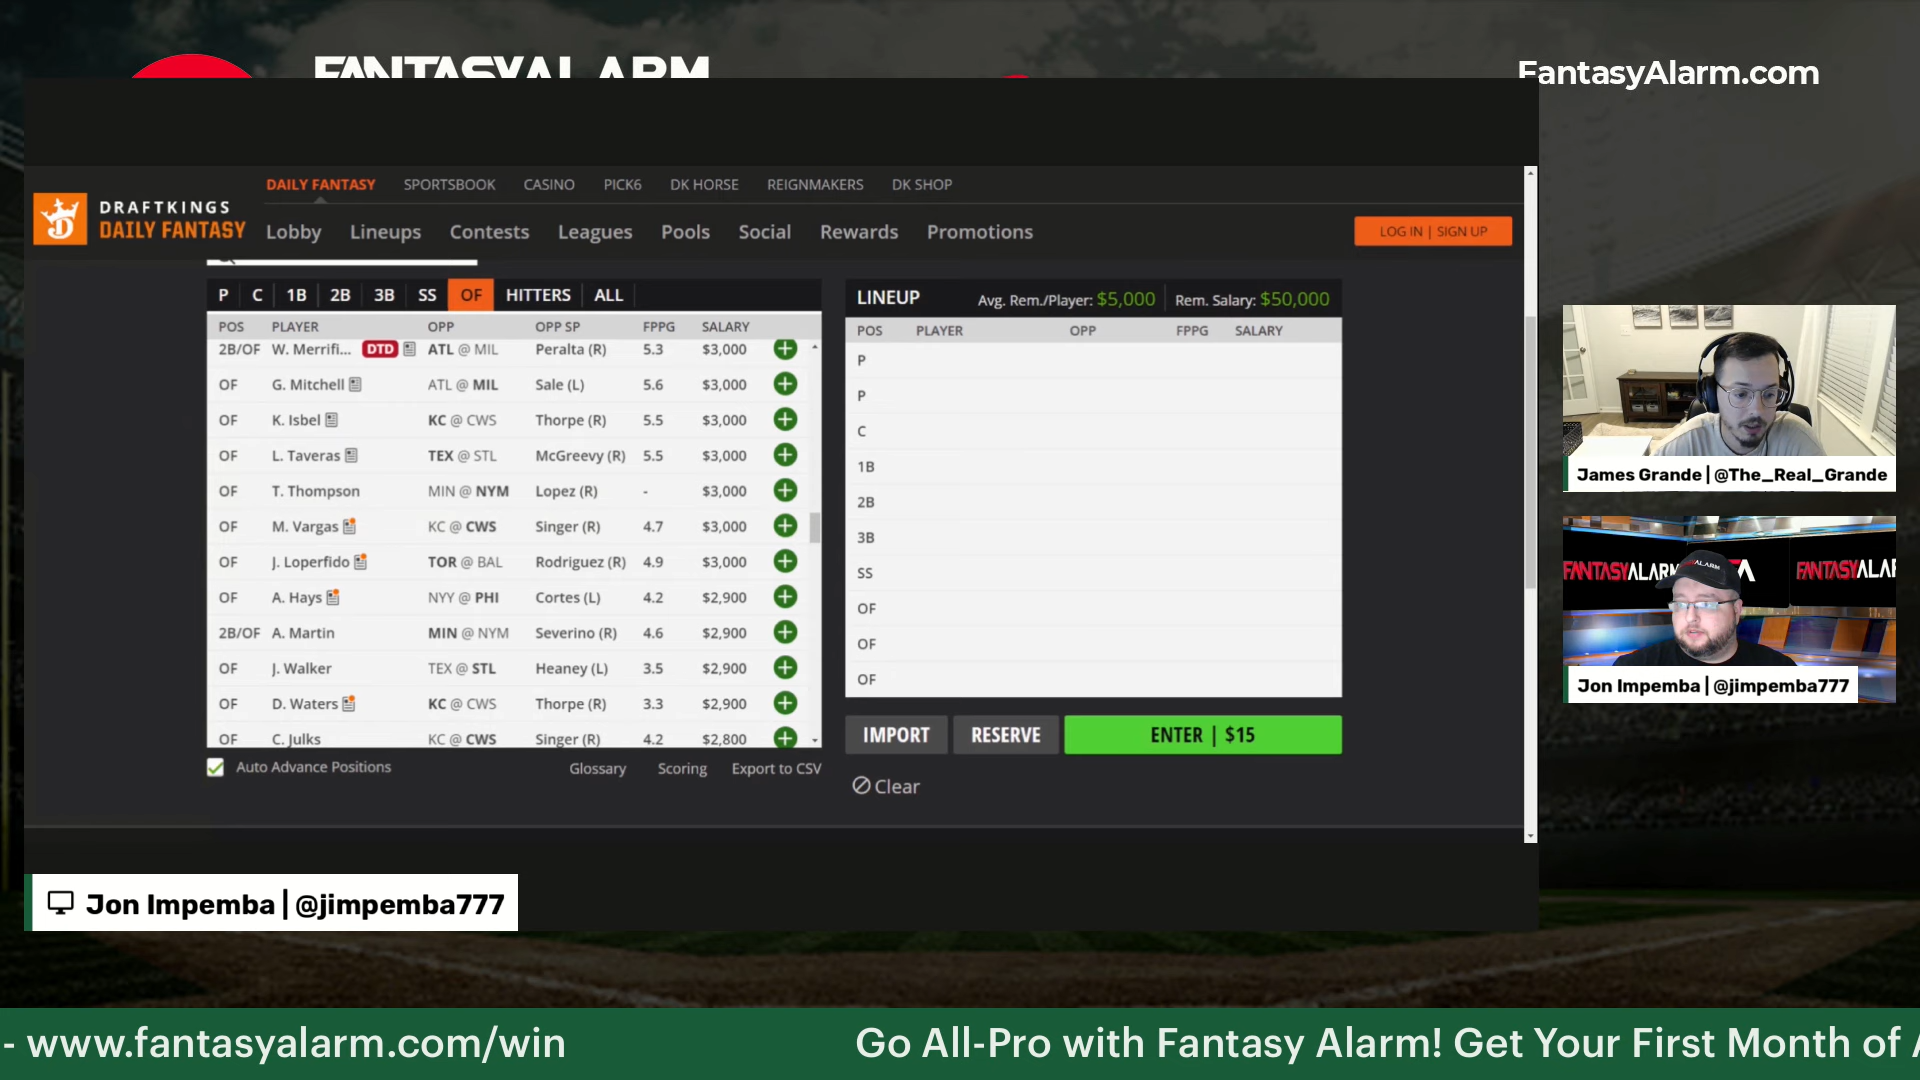 FANTASYALARM
FantasyAlarm.com
DAILY FANTASY SPORTSBOOK CASINO PICK6 DK HORSE REIGNMAKERS DK SHOP
DRAFTKINGS
DAILY FANTASY
Lobby Lineups Contests Leagues Pools Social Rewards Promotions
LOG IN | SIGN UP
P C 1B 2B 3B SS OF HITTERS ALL
POS PLAYER OPP OPP SP FPPG SALARY
2B/OF W. Merrifi... DTD ATL @ MIL Peralta (R) 5.3 $3,000
OF G. Mitchell ATL @ MIL Sale (L) 5.6 $3,000
OF K. Isbel KC @ CWS Thorpe (R) 5.5 $3,000
OF L. Taveras TEX @ STL McGreevy (R) 5.5 $3,000
OF T. Thompson MIN @ NYM Lopez (R) - $3,000
OF M. Vargas KC @ CWS Singer (R) 4.7 $3,000
OF J. Loperfido TOR @ BAL Rodriguez (R) 4.9 $3,000
OF A. Hays NYY @ PHI Cortes (L) 4.2 $2,900
2B/OF A. Martin MIN @ NYM Severino (R) 4.6 $2,900
OF J. Walker TEX @ STL Heaney (L) 3.5 $2,900
OF D. Waters KC @ CWS Thorpe (R) 3.3 $2,900
OF C. Julks KC @ CWS Singer (R) 4.2 $2,800
Auto Advance Positions
Glossary Scoring Export to CSV
LINEUP Avg. Rem./Player: $5,000 Rem. Salary: $50,000
POS PLAYER OPP FPPG SALARY
P
P
C
1B
2B
3B
SS
OF
OF
OF
IMPORT RESERVE ENTER | $15
Clear
James Grande | @The_Real_Grande
FANTASYALARM
ALARM
FANTASYALAR
Jon Impemba | @jimpemba777
Jon Impemba | @jimpemba777
- www.fantasyalarm.com/win
Go All-Pro with Fantasy Alarm! Get Your First Month of A